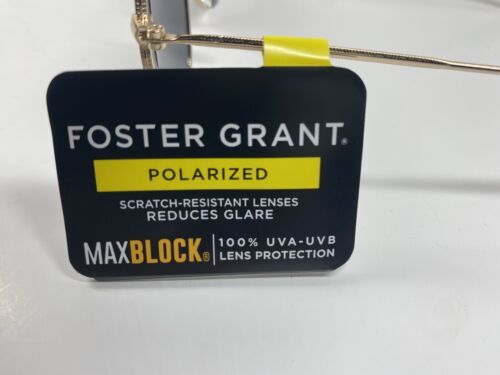 FOSTER GRANT®
POLARIZED
SCRATCH-RESISTANT LENSES
REDUCES GLARE
MAXBLOCK® | 100% UVA-UVB
LENS PROTECTION